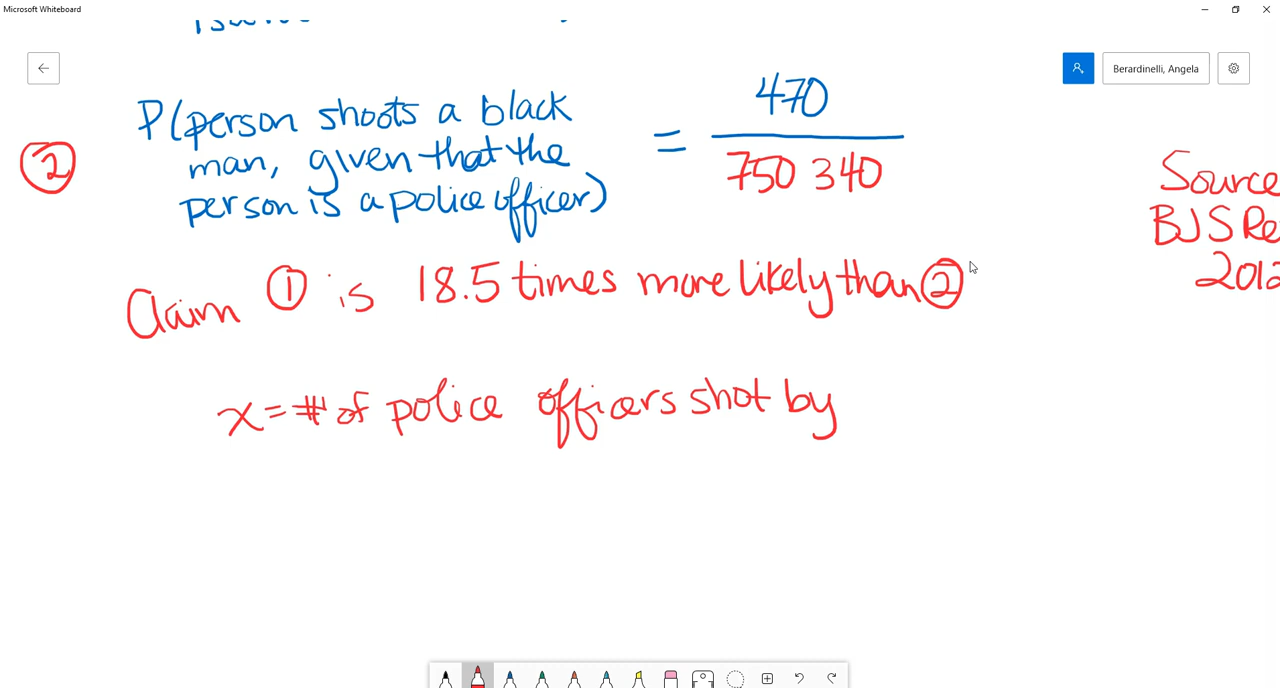 Microsoft Whiteboard
Berardinelli, Angela
②
P(person shoots a black
man, given that the
person is a police officer)
=
470
750 340
Source
BJS Re
2012
Claim ① is 18.5 times more likely than ②
x = # of police officers shot by